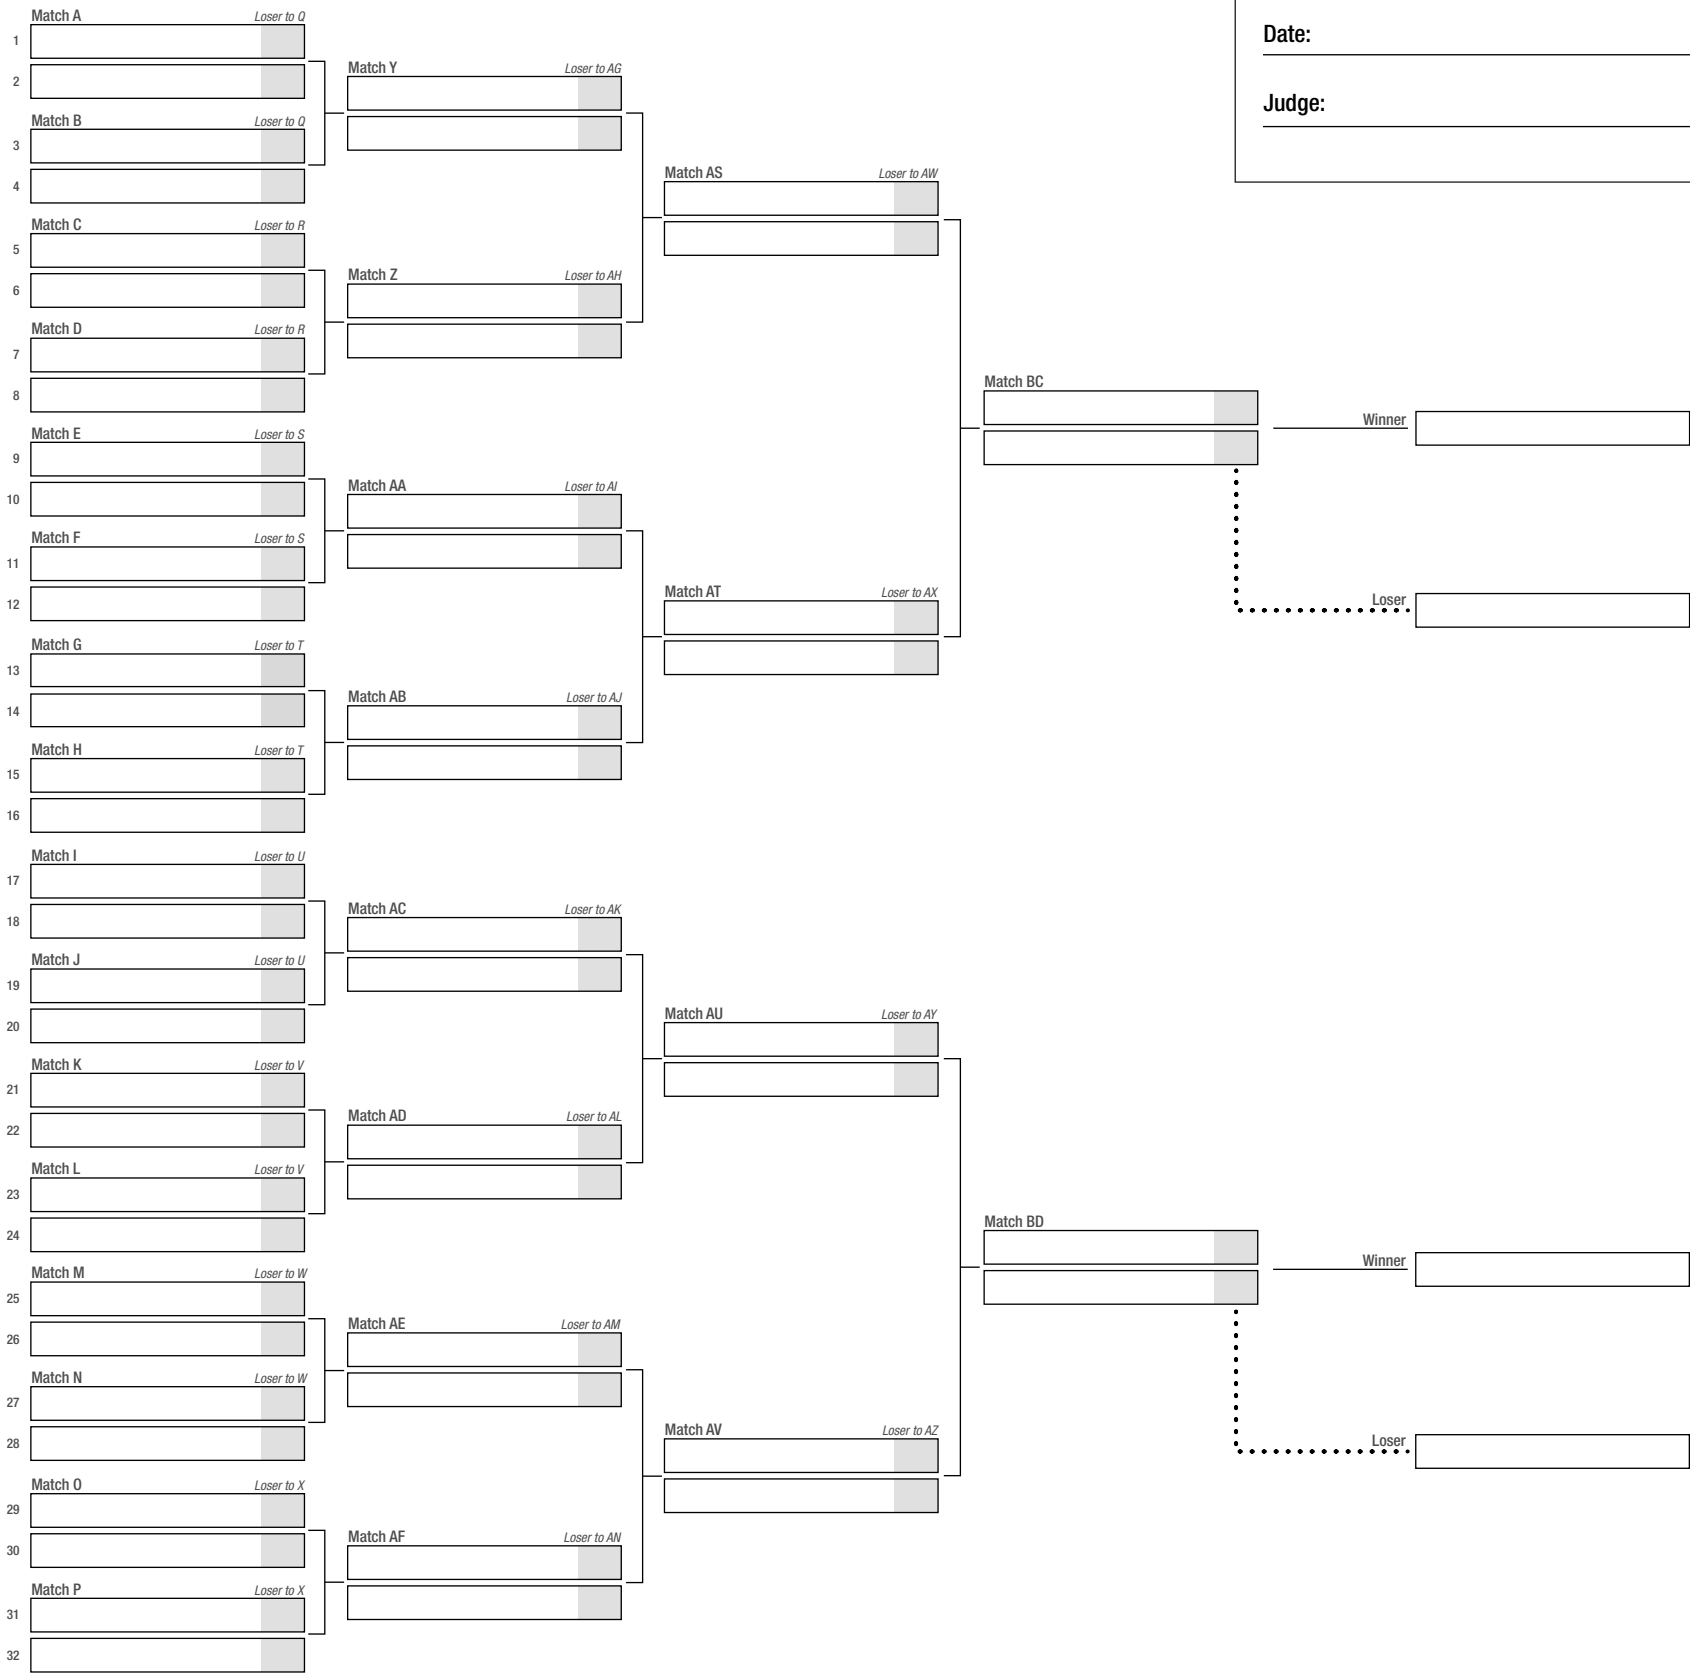 Date:
Judge:
Match A Loser to Q
1
2
Match B Loser to Q
3
4
Match C Loser to R
5
6
Match D Loser to R
7
8
Match E Loser to S
9
10
Match F Loser to S
11
12
Match G Loser to T
13
14
Match H Loser to T
15
16
Match I Loser to U
17
18
Match J Loser to U
19
20
Match K Loser to V
21
22
Match L Loser to V
23
24
Match M Loser to W
25
26
Match N Loser to W
27
28
Match O Loser to X
29
30
Match P Loser to X
31
32
Match Y Loser to AG
Match Z Loser to AH
Match AA Loser to AI
Match AB Loser to AJ
Match AC Loser to AK
Match AD Loser to AL
Match AE Loser to AM
Match AF Loser to AN
Match AS Loser to AW
Match AT Loser to AX
Match AU Loser to AY
Match AV Loser to AZ
Match BC
Winner
Loser
Match BD
Winner
Loser